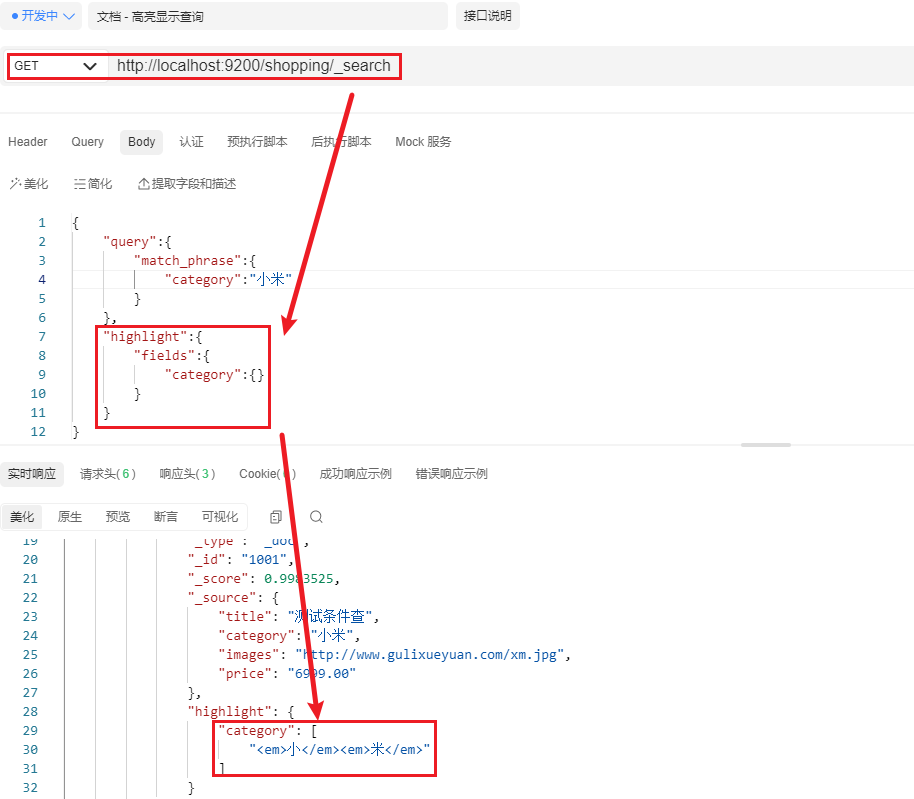 开发中
文档 - 高亮显示查询
接口说明
GET
http://localhost:9200/shopping/_search
Header Query Body 认证 预执行脚本 后执行脚本 Mock 服务
美化 简化 提取字段和描述
1 {
2 "query":{
3 "match_phrase":{
4 "category":"小米"
5 }
6 },
7 "highlight":{
8 "fields":{
9 "category":{}
10 }
11 }
12 }
实时响应 请求头(6) 响应头(3) Cookie( ) 成功响应示例 错误响应示例
美化 原生 预览 断言 可视化
19 "_type": "_doc",
20 "_id": "1001",
21 "_score": 0.9983525,
22 "_source": {
23 "title": "测试条件查",
24 "category": "小米",
25 "images": "http://www.gulixueyuan.com/xm.jpg",
26 "price": "6999.00"
27 },
28 "highlight": {
29 "category": [
30 "<em>小</em><em>米</em>"
31 ]
32 }